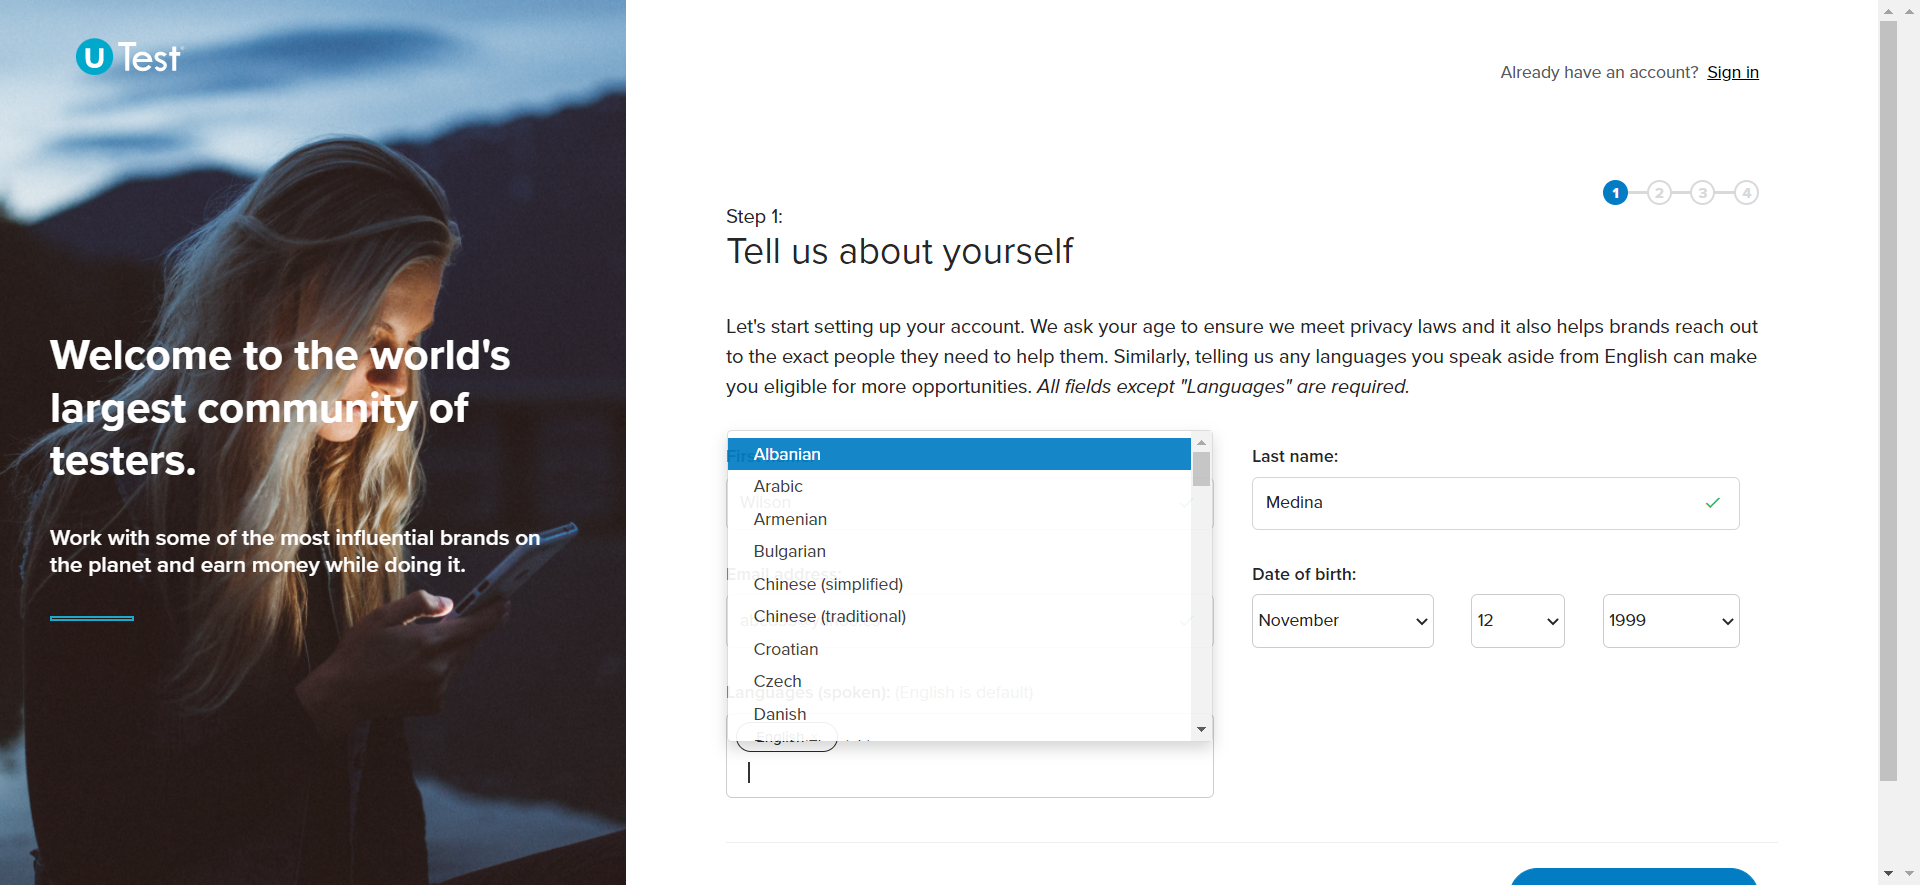 U Test
Already have an account? Sign in
1 2 3 4
Step 1:
Tell us about yourself
Let's start setting up your account. We ask your age to ensure we meet privacy laws and it also helps brands reach out
to the exact people they need to help them. Similarly, telling us any languages you speak aside from English can make
you eligible for more opportunities. All fields except "Languages" are required.
Welcome to the world's
largest community of
testers.
Work with some of the most influential brands on
the planet and earn money while doing it.
Albanian
Arabic
Wilson
Armenian
Bulgarian
Email address:
Chinese (simplified)
Chinese (traditional)
Croatian
Czech
Languages (spoken): (English is default)
Danish
English
Last name:
Medina
Date of birth:
November 12 1999